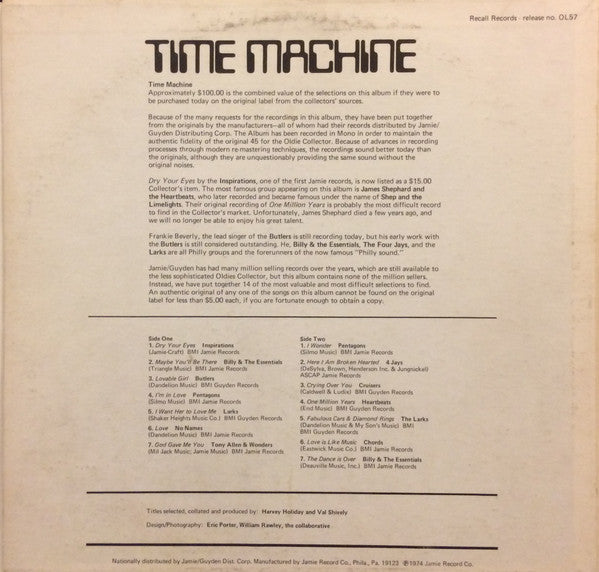 Recall Records · release no. OL57
TIME MACHINE
Time Machine
Approximately $100.00 is the combined value of the selections on this album if they were to
be purchased today on the original label from the collectors' sources.
Because of the many requests for the recordings in this album, they have been put together
from the originals by the manufacturers—all of whom had their records distributed by Jamie/
Guyden Distributing Corp. The Album has been recorded in Mono in order to maintain the
authentic fidelity of the original 45 for the Oldie Collector. Because of advances in recording
processes through modern re-mastering techniques, the recordings sound better today than
the originals, although they are unquestionably providing the same sound without the
original noises.
Dry Your Eyes by the Inspirations, one of the first Jamie records, is now listed as a $15.00
Collector's item. The most famous group appearing on this album is James Shephard and
the Heartbeats, who later recorded and became famous under the name of Shep and the
Limelights. Their original recording of One Million Years is probably the most difficult record
to find in the Collector's market. Unfortunately, James Shephard died a few years ago, and
we will no longer be able to enjoy his great talent.
Frankie Beverly, the lead singer of the Butlers is still recording today, but his early work with
the Butlers is still considered outstanding. He, Billy & the Essentials, The Four Jays, and the
Larks are all Philly groups and the forerunners of the now famous "Philly sound."
Jamie/Guyden has had many million selling records over the years, which are still available to
the less sophisticated Oldies Collector, but this album contains none of the million sellers.
Instead, we have put together 14 of the most valuable and most difficult selections to find.
An authentic original of any one of the songs on this album cannot be found on the original
label for less than $5.00 each, if you are fortunate enough to obtain a copy.
Side One
1. Dry Your Eyes Inspirations
(Jamie-Craft) BMI Jamie Records
2. Maybe You'll Be There Billy & The Essentials
(Triangle Music) BMI Jamie Records
3. Lovable Girl Butlers
(Dandelion Music) BMI Guyden Records
4. I'm in Love Pentagons
(Silmo Music) BMI Jamie Records
5. I Want Her to Love Me Larks
(Shaker Heights Music Co.) BMI Guyden Records
6. Love No Names
(Dandelion Music) BMI Guyden Records
7. God Gave Me You Tony Allen & Wonders
(Mil Jack Music; Jamie Music) BMI Jamie Records
Side Two
1. I Wonder Pentagons
(Silmo Music) BMI Jamie Records
2. Here I Am Broken Hearted 4 Jays
(DeSylva, Brown, Henderson Inc. & Jungnickel)
ASCAP Jamie Records
3. Crying Over You Cruisers
(Caldwell & Ludix) BMI Guyden Records
4. One Million Years Heartbeats
(End Music) BMI Guyden Records
5. Fabulous Cars & Diamond Rings The Larks
(Dandelion Music & My Son's Music) BMI
BMI Guyden Records
6. Love is Like Music Chords
(Eastwick Music Co.) BMI Jamie Records
7. The Dance is Over Billy & The Essentials
(Deauville Music, Inc.) BMI Jamie Records
Titles selected, collated and produced by: Harvey Holiday and Val Shively
Design/Photography: Eric Porter, William Rawley, the collaborative
Nationally distributed by Jamie/Guyden Dist. Corp. Manufactured by Jamie Record Co., Phila., Pa. 19123 ℗1974 Jamie Record Co.